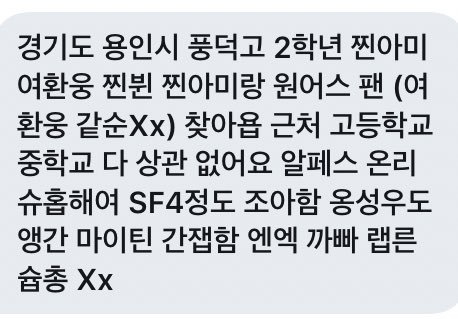 경기도 용인시 풍덕고 2학년 찐아미
여환웅 찐뷘 찐아미랑 원어스 팬 (여
환웅 같순Xx) 찾아욥 근처 고등학교
중학교 다 상관 없어요 알페스 온리
슈홉해여 SF4정도 조아함 옹성우도
앵간 마이틴 간잽함 엔엑 까빠 랩른
슙총 Xx